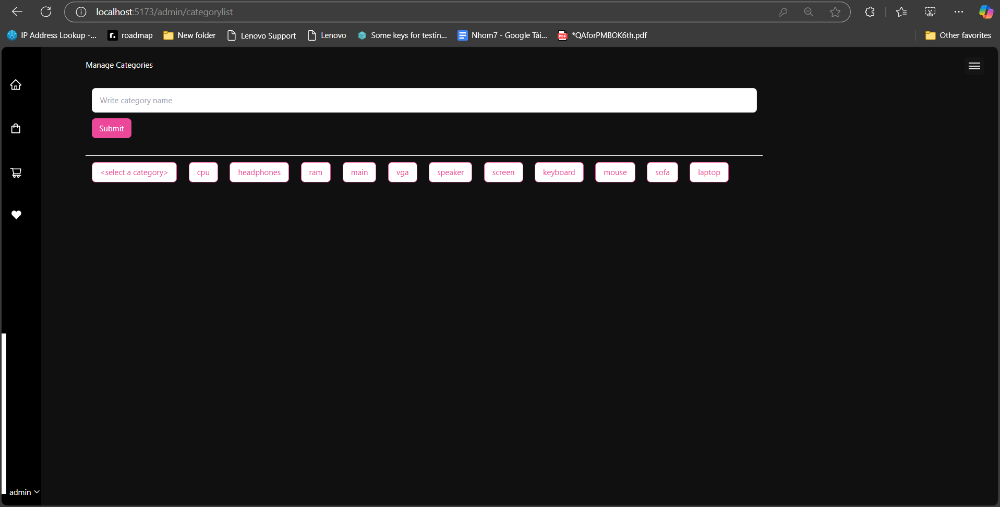 localhost:5173/admin/categorylist
IP Address Lookup -... roadmap New folder Lenovo Support Lenovo Some keys for testin... Nhom7 - Google Tài... PDF *QAforPMBOK6th.pdf Other favorites
Manage Categories
Write category name
Submit
<select a category> cpu headphones ram main vga speaker screen keyboard mouse sofa laptop
admin